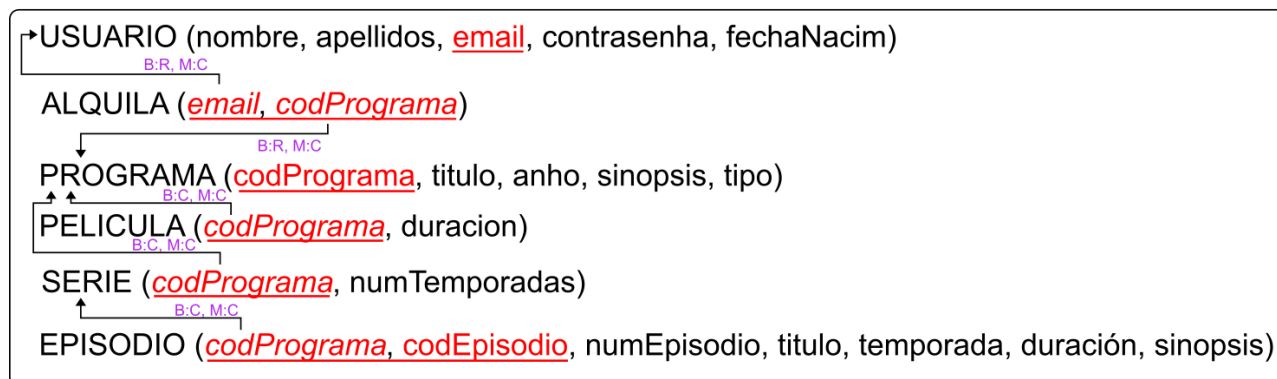 USUARIO (nombre, apellidos, email, contrasenha, fechaNacim)
B:R, M:C
ALQUILA (email, codPrograma)
B:R, M:C
PROGRAMA (codPrograma, titulo, anho, sinopsis, tipo)
B:C, M:C
PELICULA (codPrograma, duracion)
B:C, M:C
SERIE (codPrograma, numTemporadas)
B:C, M:C
EPISODIO (codPrograma, codEpisodio, numEpisodio, titulo, temporada, duración, sinopsis)